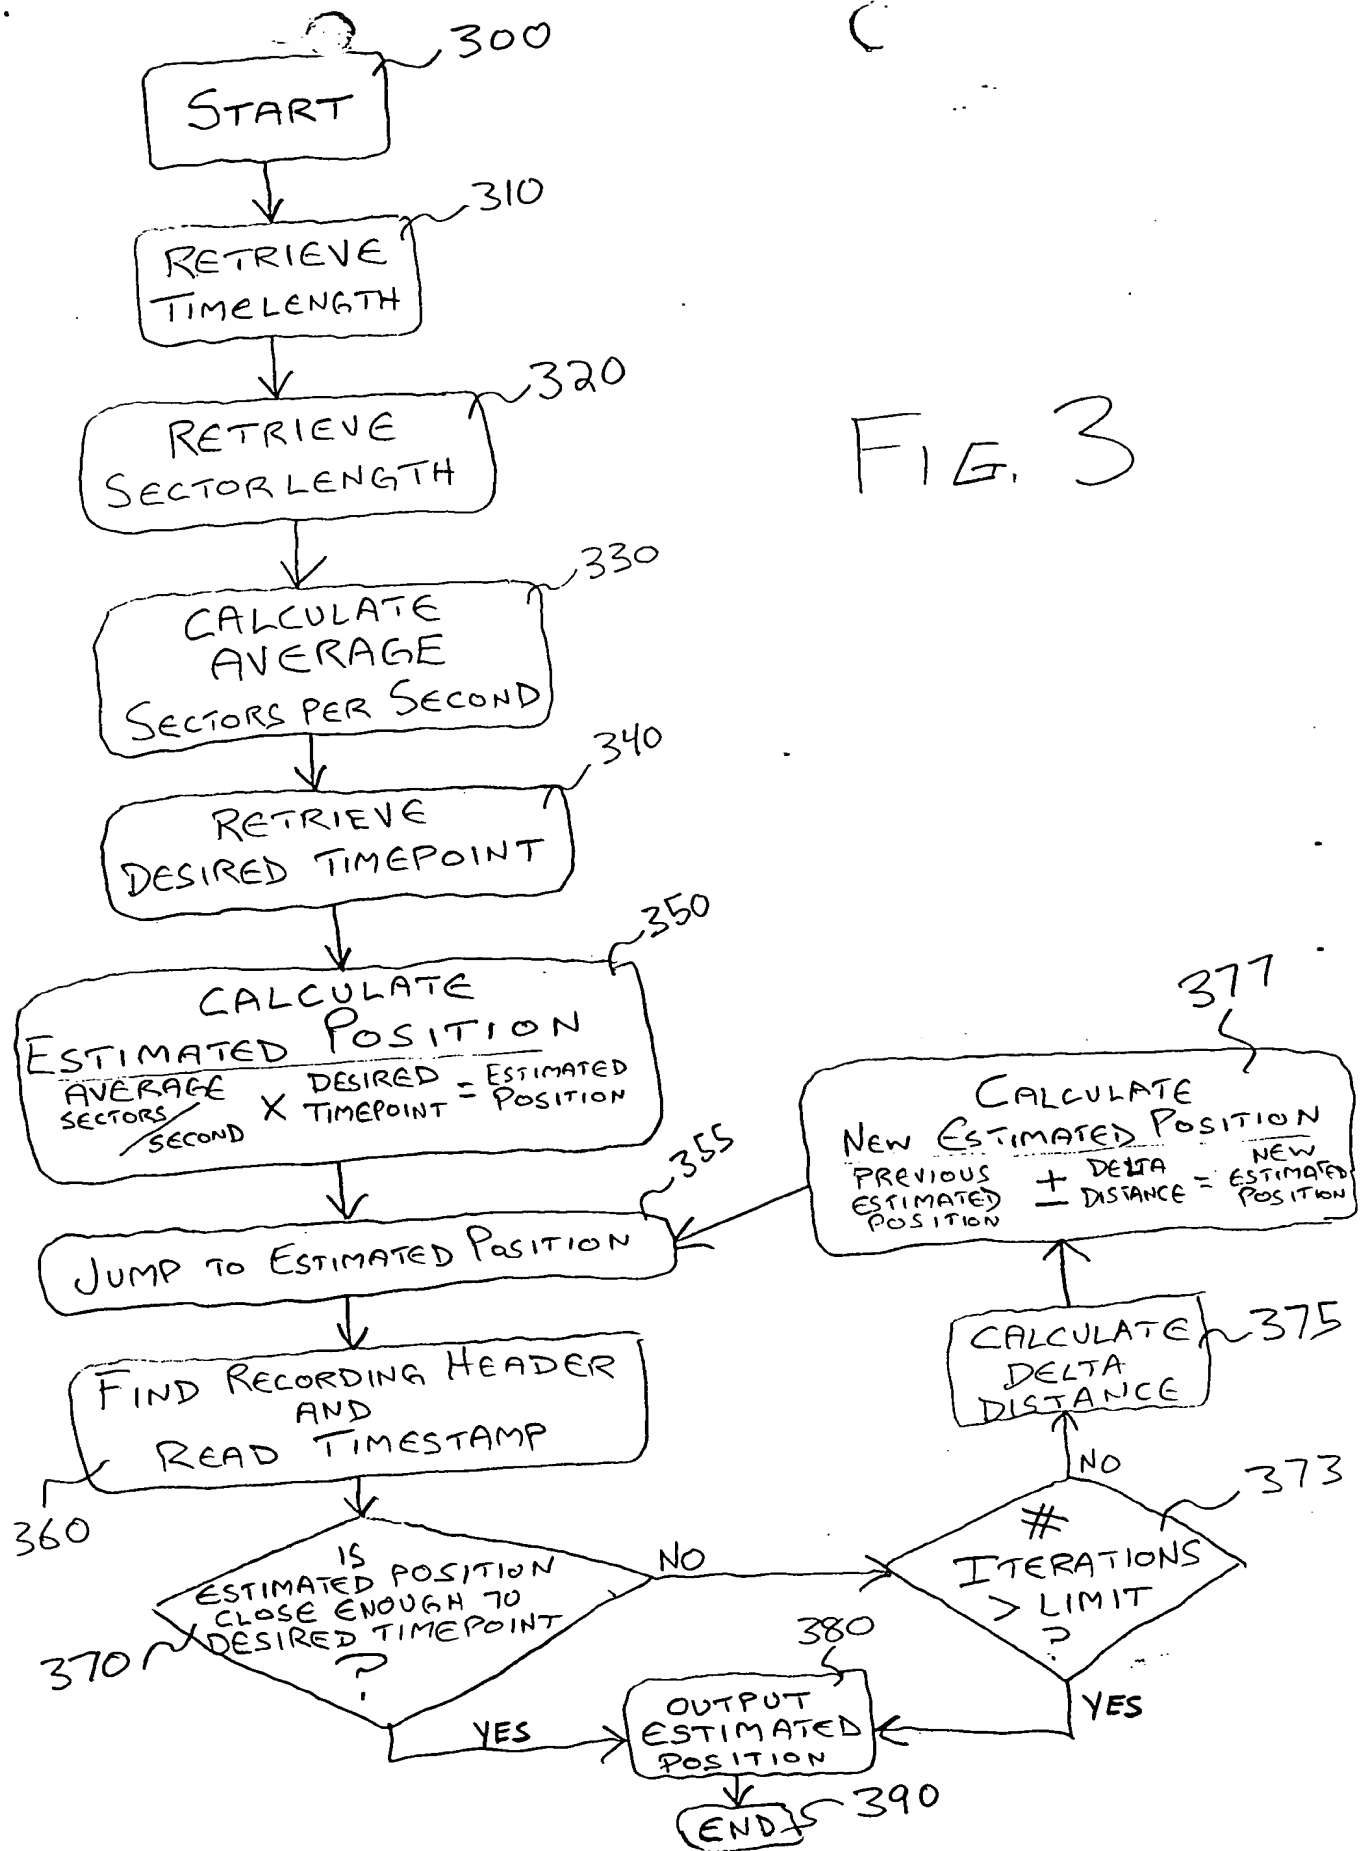 300
START
310
RETRIEVE
TIMELENGTH
320
RETRIEVE
SECTOR LENGTH
FIG. 3
330
CALCULATE
AVERAGE
SECTORS PER SECOND
340
RETRIEVE
DESIRED TIMEPOINT
350
CALCULATE
ESTIMATED POSITION
AVERAGE SECTORS/SECOND X DESIRED TIMEPOINT = ESTIMATED POSITION
377
CALCULATE
NEW ESTIMATED POSITION
PREVIOUS ESTIMATED POSITION ± DELTA DISTANCE = NEW ESTIMATED POSITION
355
JUMP TO ESTIMATED POSITION
375
CALCULATE
DELTA
DISTANCE
FIND RECORDING HEADER
AND
READ TIMESTAMP
360
NO
373
#
ITERATIONS
> LIMIT
?
NO
IS
ESTIMATED POSITION
CLOSE ENOUGH TO
DESIRED TIMEPOINT
?
370
YES
YES
380
OUTPUT
ESTIMATED
POSITION
END
390